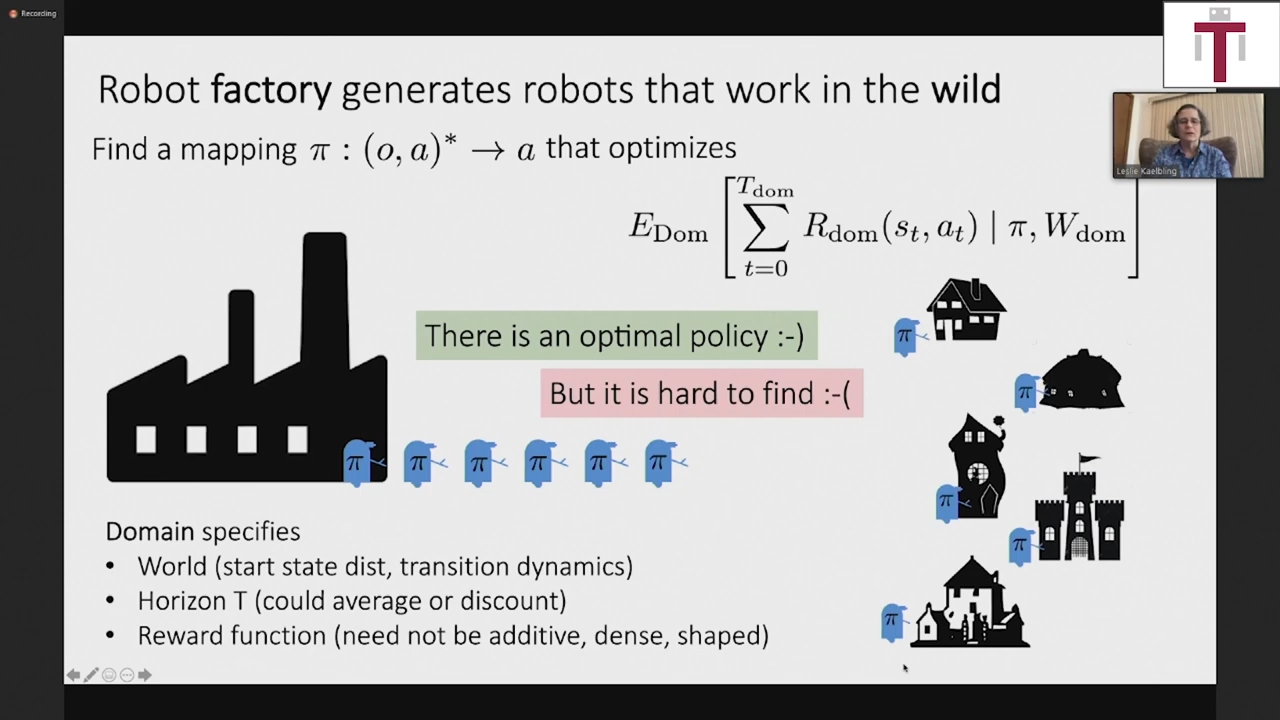 Recording
Robot factory generates robots that work in the wild
Find a mapping π : (o, a)* → a that optimizes
Leslie Kaelbling
E_Dom [ ∑_{t=0}^{T_dom} R_dom(s_t, a_t) | π, W_dom ]
There is an optimal policy :-)
But it is hard to find :-(
π
π
π
π π π π π π
π
π
Domain specifies
• World (start state dist, transition dynamics)
• Horizon T (could average or discount)
π
• Reward function (need not be additive, dense, shaped)